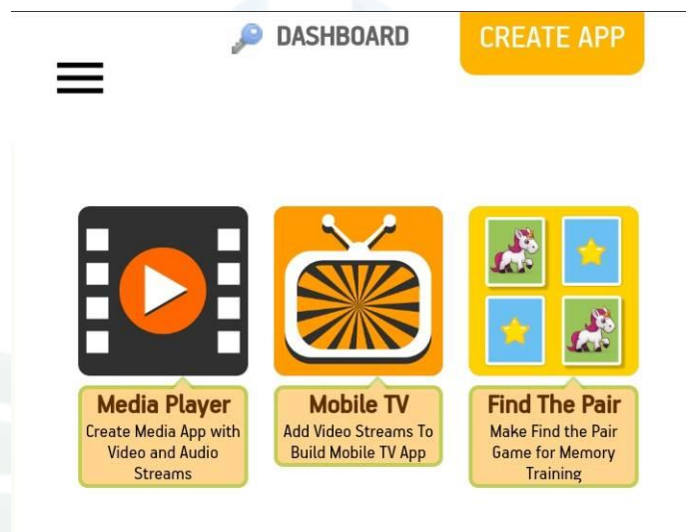 DASHBOARD
CREATE APP
Media Player
Create Media App with
Video and Audio
Streams
Mobile TV
Add Video Streams To
Build Mobile TV App
Find The Pair
Make Find the Pair
Game for Memory
Training